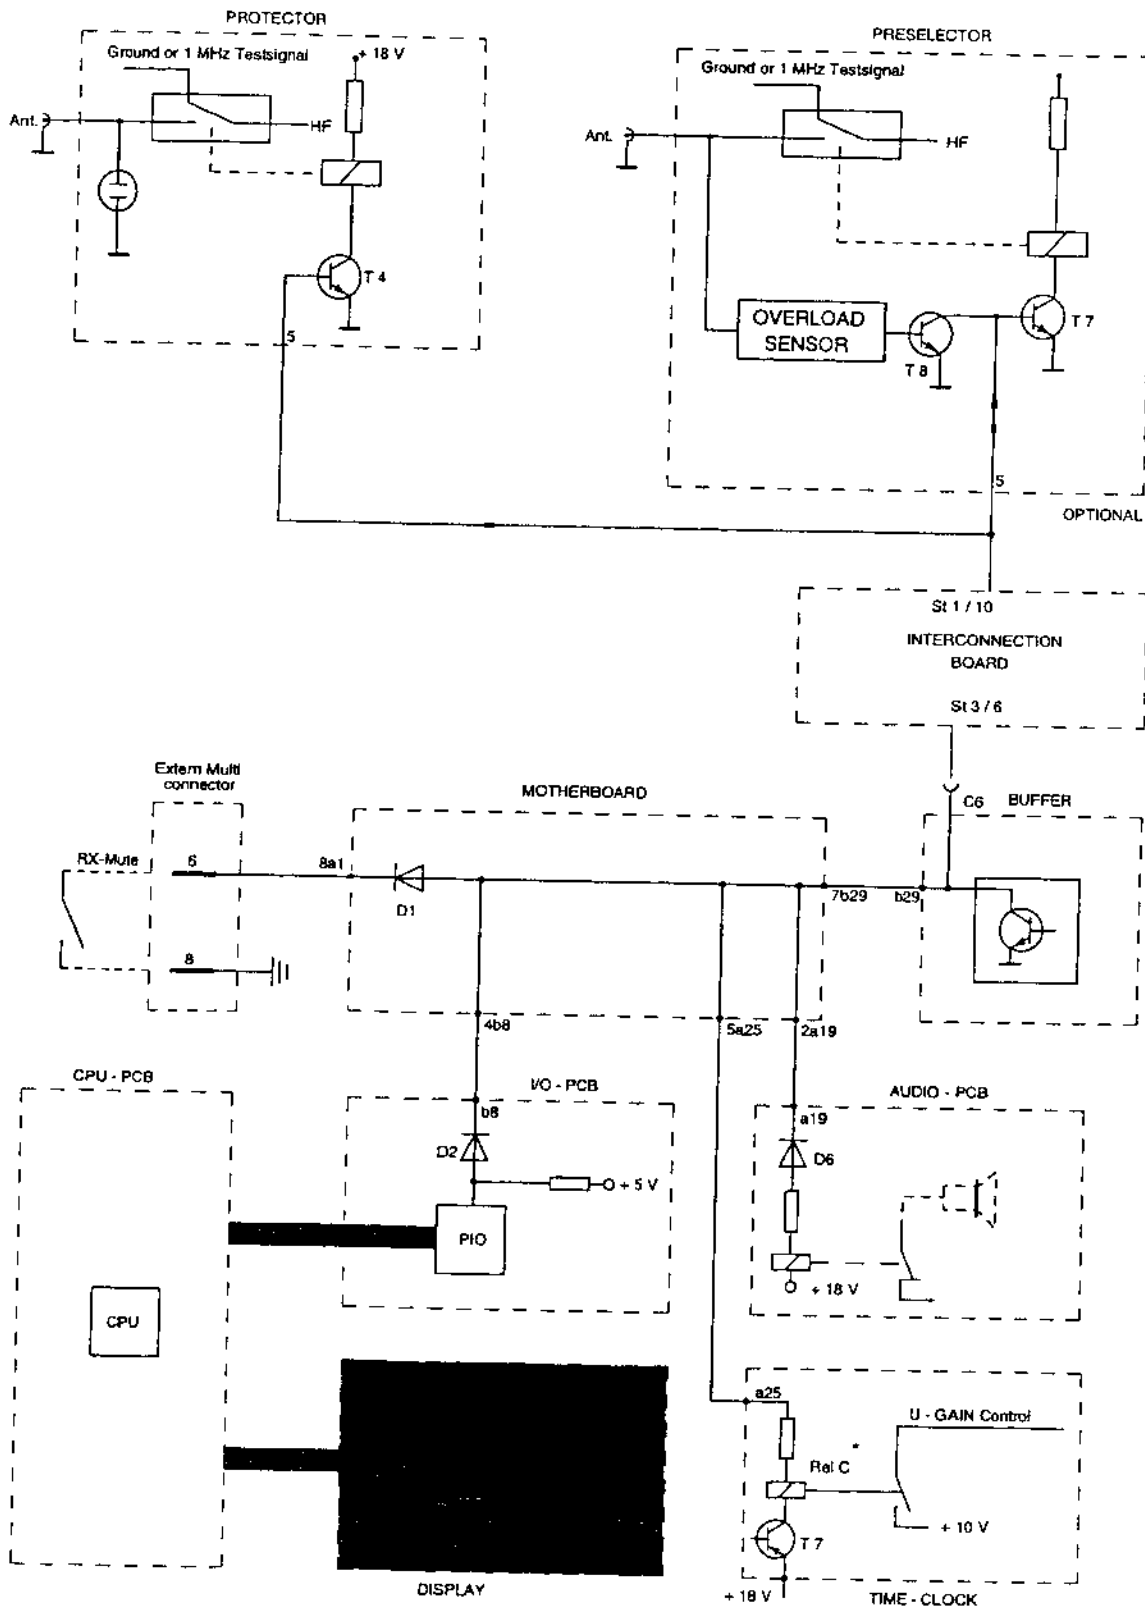 PROTECTOR
Ground or 1 MHz Testsignal
+ 18 V
Ant.
HF
T 4
5
PRESELECTOR
Ground or 1 MHz Testsignal
Ant.
HF
OVERLOAD
SENSOR
T 8
T 7
5
OPTIONAL
St 1 / 10
INTERCONNECTION
BOARD
St 3 / 6
Extern Multi
connector
MOTHERBOARD
C6
BUFFER
RX-Mute
6
8a1
D1
7b29
b29
8
4b8
5a25
2a19
CPU - PCB
I/O - PCB
AUDIO - PCB
b8
a19
D2
D6
+ 5 V
PIO
+ 18 V
CPU
a25
U - GAIN Control
Rel C *
+ 10 V
T 7
+ 18 V
DISPLAY
TIME - CLOCK